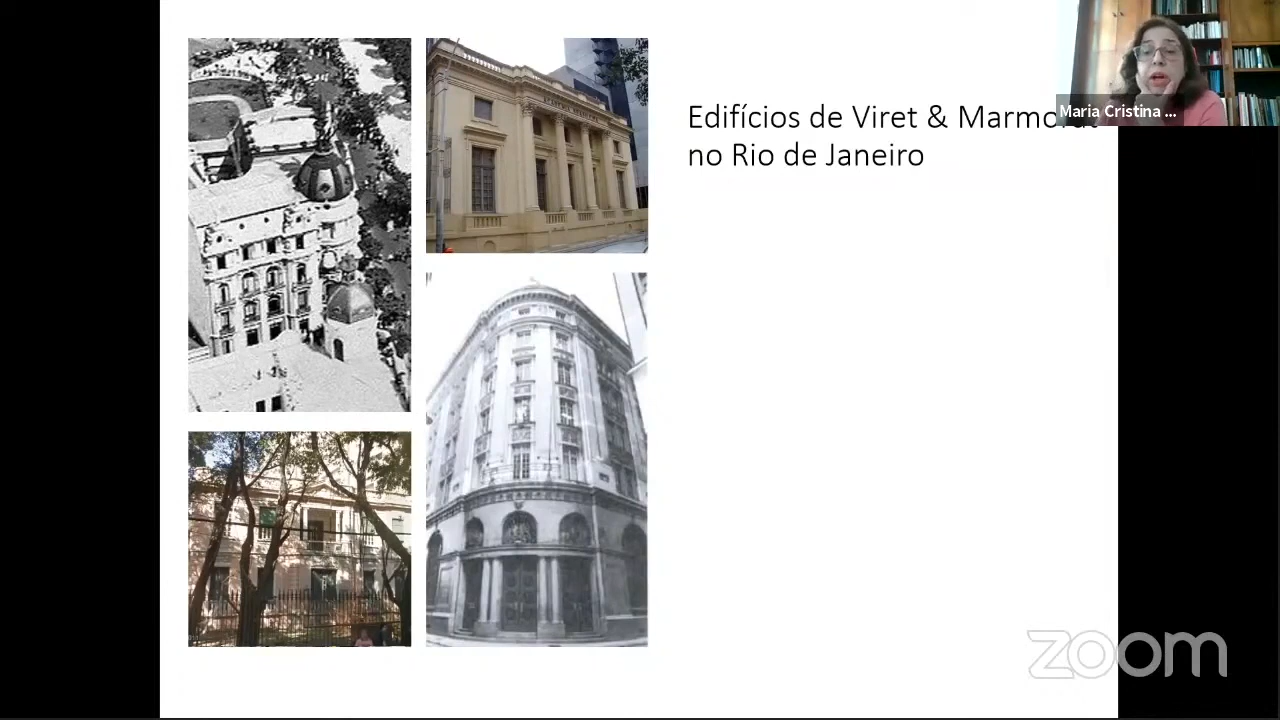 Edifícios de Viret & Marmorat
no Rio de Janeiro
Maria Cristina ...
zoom